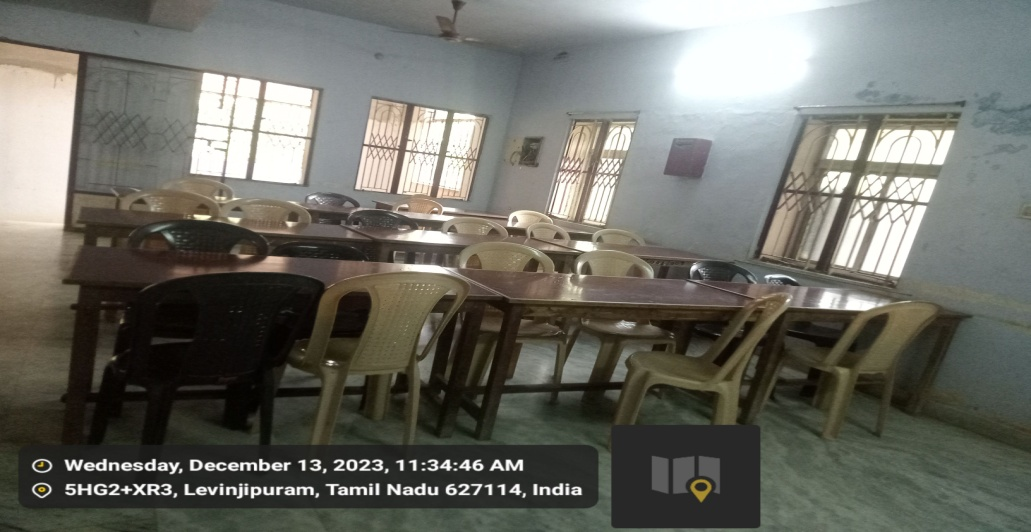 Wednesday, December 13, 2023, 11:34:46 AM
5HG2+XR3, Levinjipuram, Tamil Nadu 627114, India